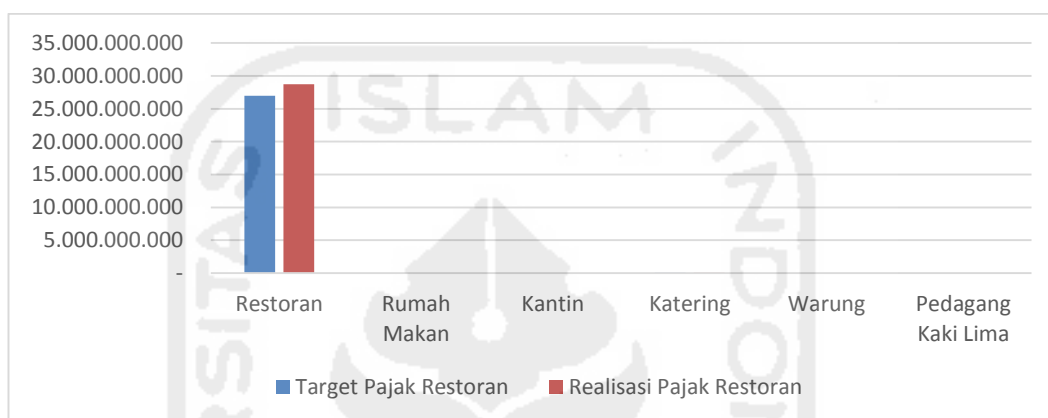 35.000.000.000
30.000.000.000
25.000.000.000
20.000.000.000
15.000.000.000
10.000.000.000
5.000.000.000
-
Restoran Rumah Makan Kantin Katering Warung Pedagang Kaki Lima
Target Pajak Restoran Realisasi Pajak Restoran
ISLAM